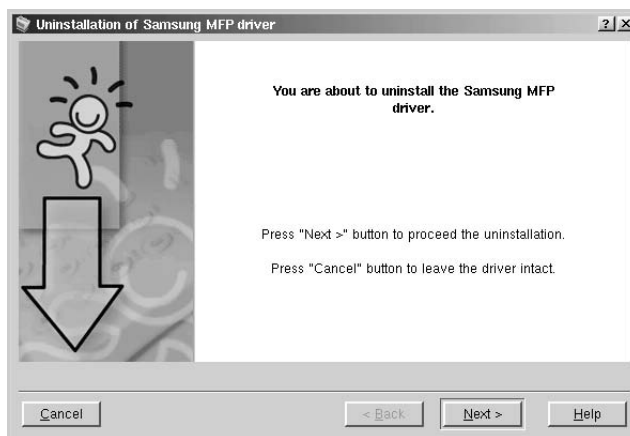 Uninstallation of Samsung MFP driver
You are about to uninstall the Samsung MFP
driver.
Press "Next >" button to proceed the uninstallation.
Press "Cancel" button to leave the driver intact.
Cancel
< Back
Next >
Help